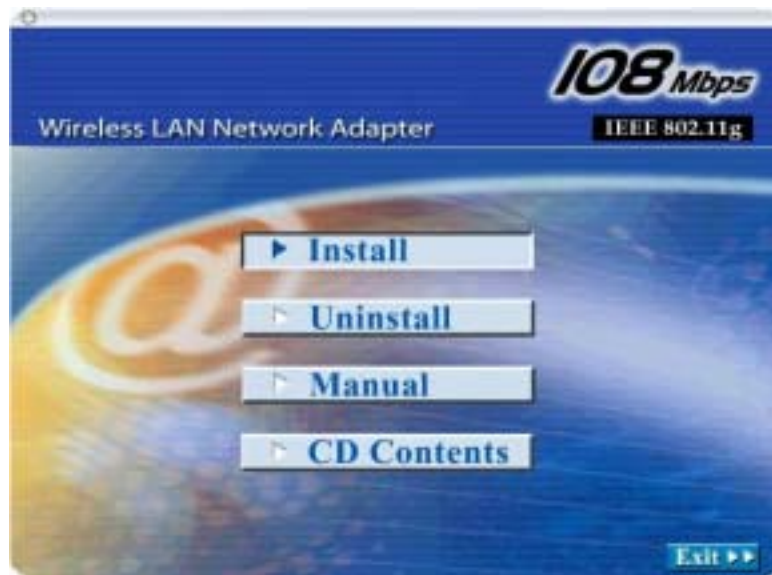 108 Mbps
Wireless LAN Network Adapter
IEEE 802.11g
@
Install
Uninstall
Manual
CD Contents
Exit